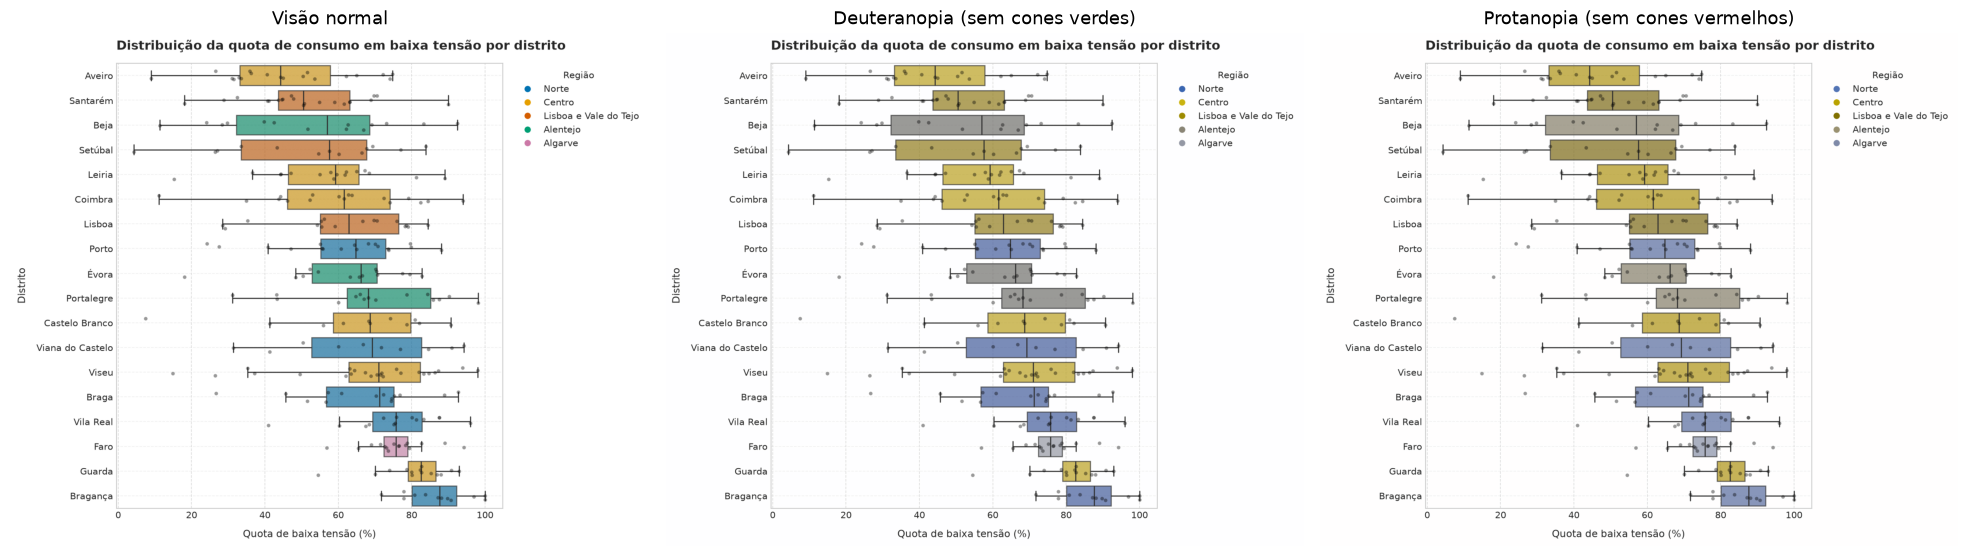 Visão normal
Distribuição da quota de consumo em baixa tensão por distrito
Distrito
Aveiro
Santarém
Beja
Setúbal
Leiria
Coimbra
Lisboa
Porto
Évora
Portalegre
Castelo Branco
Viana do Castelo
Viseu
Braga
Vila Real
Faro
Guarda
Bragança
0 20 40 60 80 100
Quota de baixa tensão (%)
Região
Norte
Centro
Lisboa e Vale do Tejo
Alentejo
Algarve
Deuteranopia (sem cones verdes)
Distribuição da quota de consumo em baixa tensão por distrito
Distrito
Aveiro
Santarém
Beja
Setúbal
Leiria
Coimbra
Lisboa
Porto
Évora
Portalegre
Castelo Branco
Viana do Castelo
Viseu
Braga
Vila Real
Faro
Guarda
Bragança
0 20 40 60 80 100
Quota de baixa tensão (%)
Região
Norte
Centro
Lisboa e Vale do Tejo
Alentejo
Algarve
Protanopia (sem cones vermelhos)
Distribuição da quota de consumo em baixa tensão por distrito
Distrito
Aveiro
Santarém
Beja
Setúbal
Leiria
Coimbra
Lisboa
Porto
Évora
Portalegre
Castelo Branco
Viana do Castelo
Viseu
Braga
Vila Real
Faro
Guarda
Bragança
0 20 40 60 80 100
Quota de baixa tensão (%)
Região
Norte
Centro
Lisboa e Vale do Tejo
Alentejo
Algarve